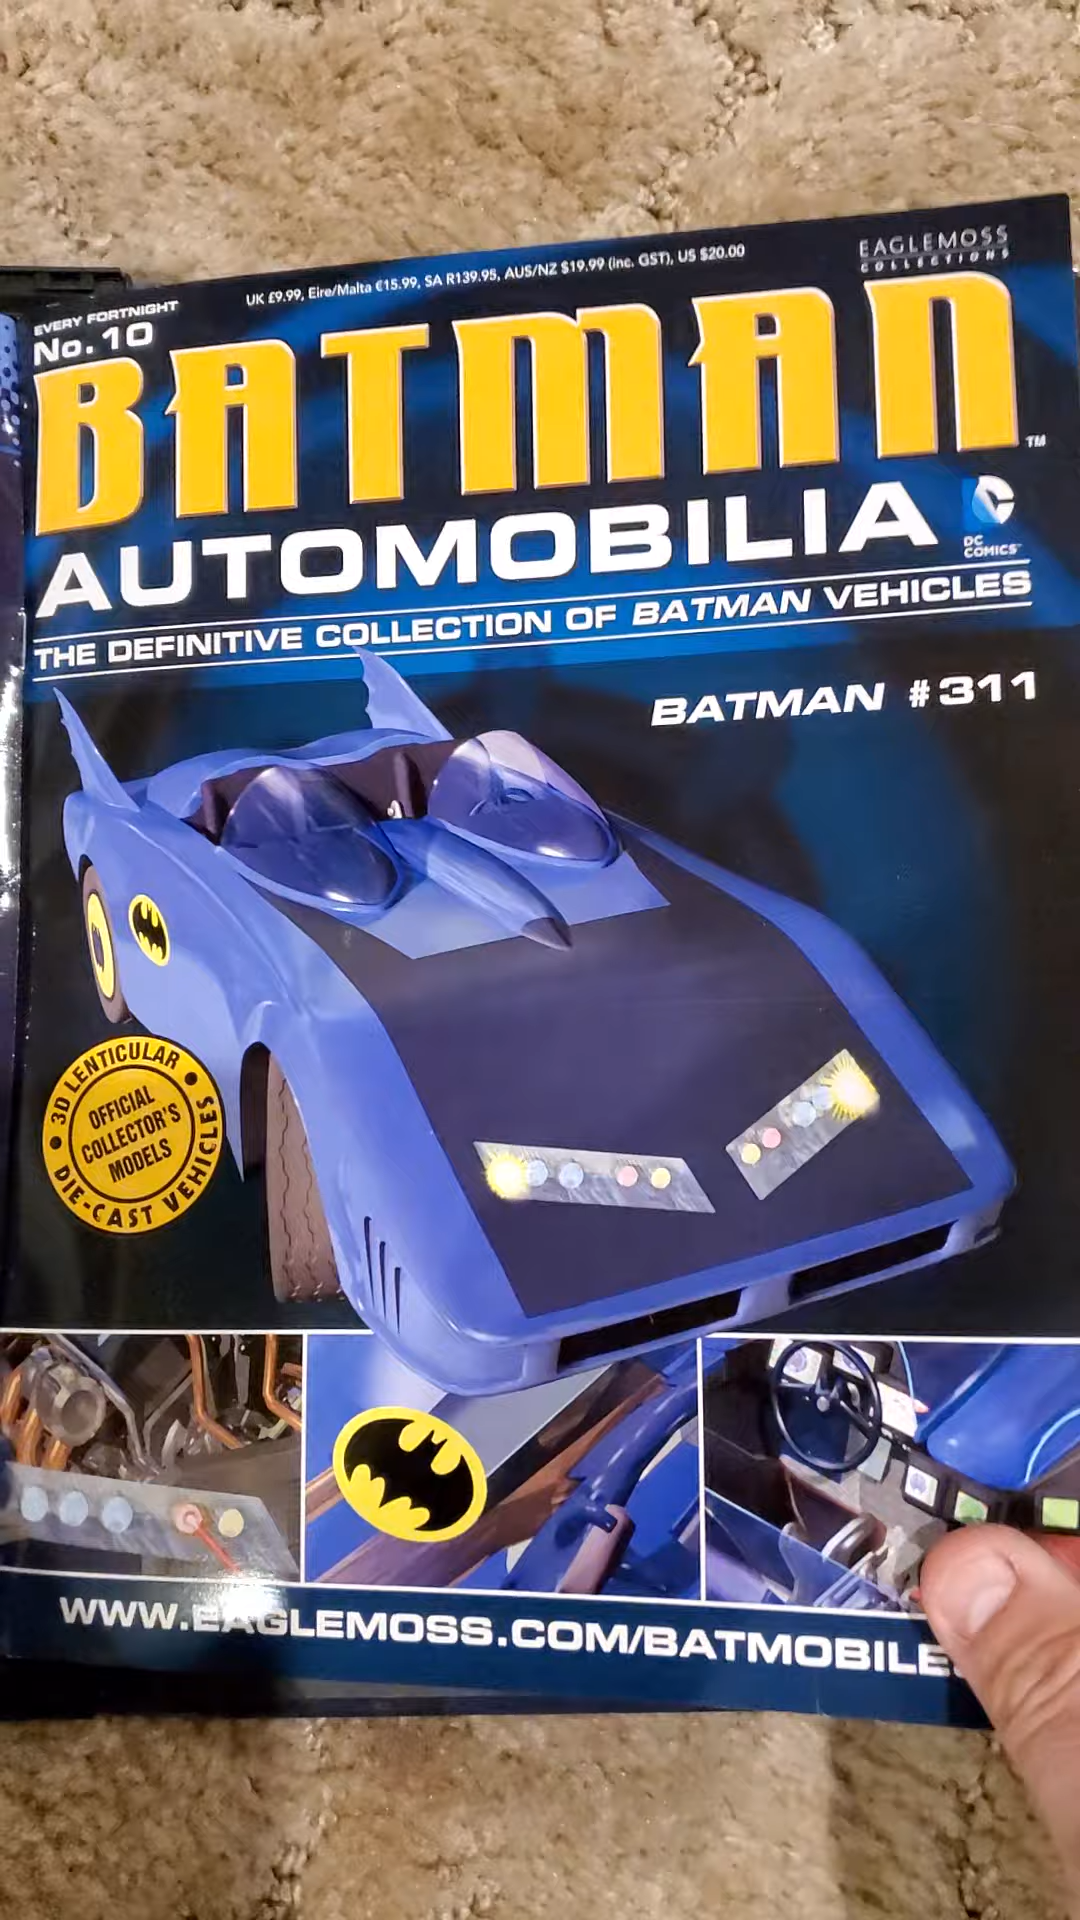 EAGLEMOSS
COLLECTIONS
UK £9.99, Eire/Malta €15.99, SA R139.95, AUS/NZ $19.99 (inc. GST), US $20.00
EVERY FORTNIGHT
No. 10
BATMAN
TM
AUTOMOBILIA
DC
COMICS™
THE DEFINITIVE COLLECTION OF BATMAN VEHICLES
BATMAN #311
3D LENTICULAR
OFFICIAL
COLLECTOR'S
MODELS
DIE-CAST VEHICLES
WWW.EAGLEMOSS.COM/BATMOBILE